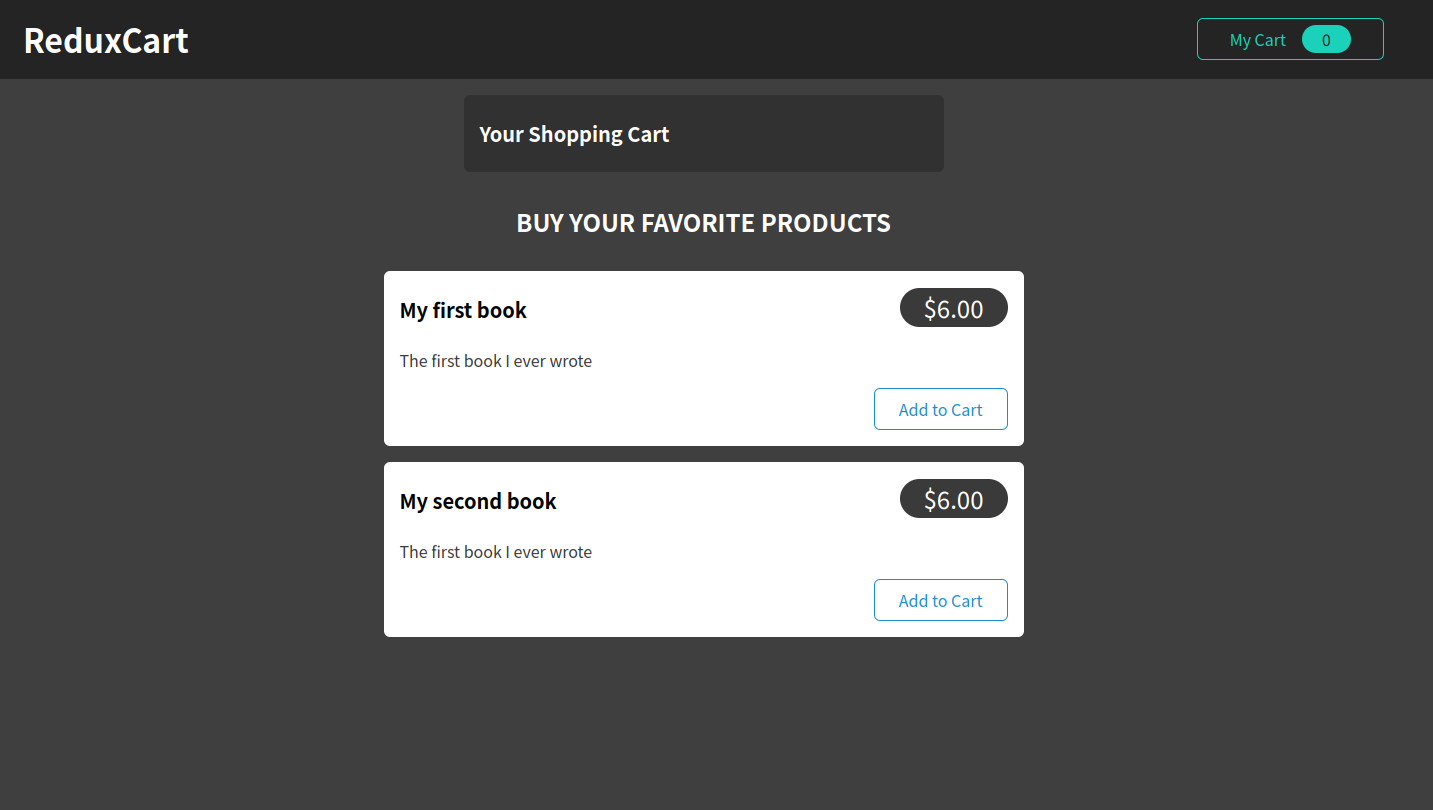 ReduxCart
My Cart 0
Your Shopping Cart
BUY YOUR FAVORITE PRODUCTS
My first book
$6.00
The first book I ever wrote
Add to Cart
My second book
$6.00
The first book I ever wrote
Add to Cart